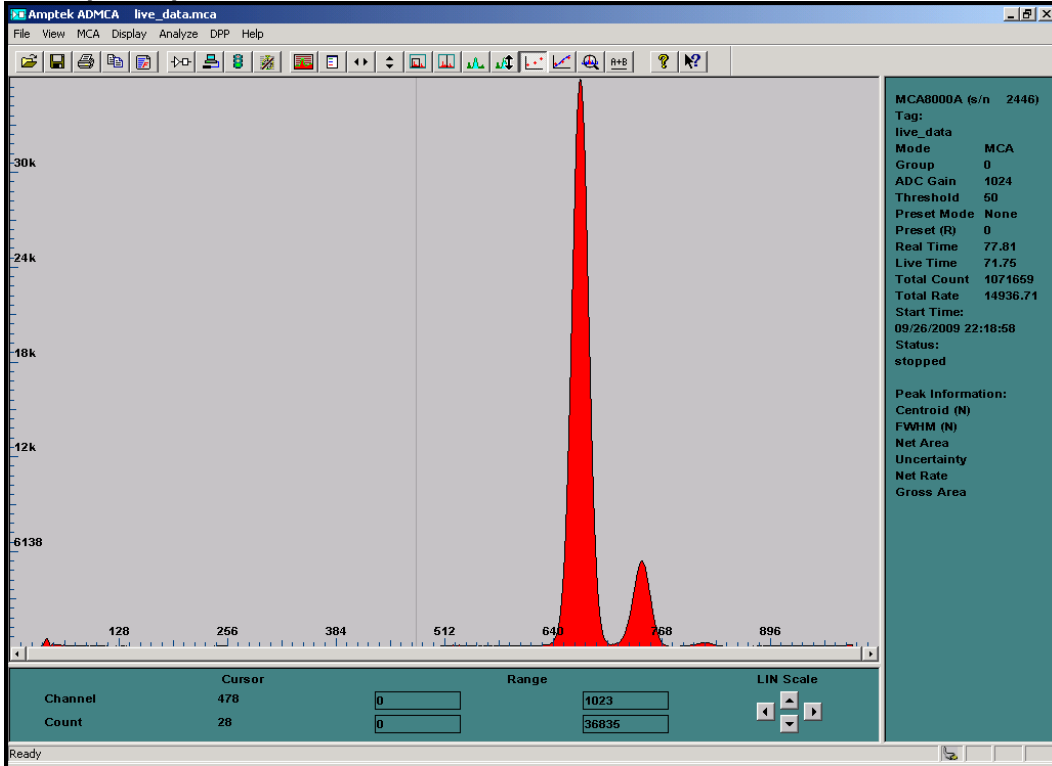 Amptek ADMCA live_data.mca
File View MCA Display Analyze DPP Help
A+B
30k
24k
18k
12k
6138
128 256 384 512 640 768 896
MCA8000A (s/n 2446)
Tag:
live_data
Mode MCA
Group 0
ADC Gain 1024
Threshold 50
Preset Mode None
Preset (R) 0
Real Time 77.81
Live Time 71.75
Total Count 1071659
Total Rate 14936.71
Start Time:
09/26/2009 22:18:58
Status:
stopped
Peak Information:
Centroid (N)
FWHM (N)
Net Area
Uncertainty
Net Rate
Gross Area
Cursor Range LIN Scale
Channel 478 0 1023
Count 28 0 36835
Ready